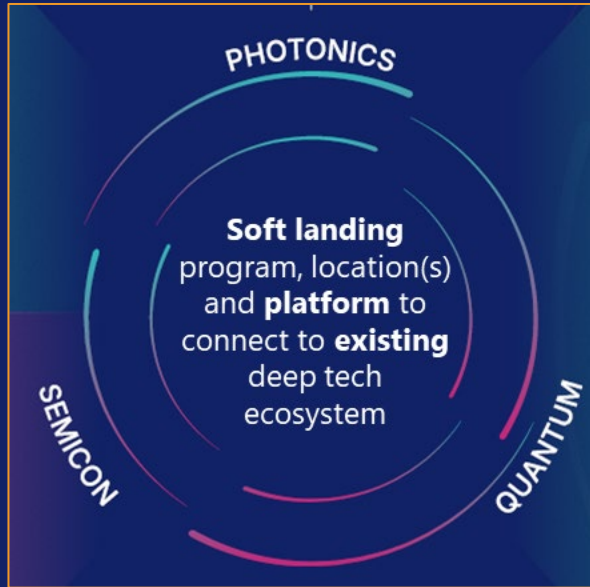 PHOTONICS
Soft landing
program, location(s)
and platform to
connect to existing
deep tech
ecosystem
SEMICON
QUANTUM